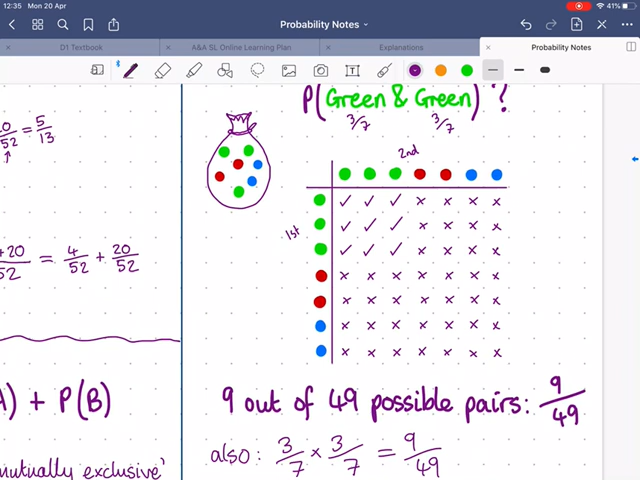 12:35 Mon 20 Apr
41%
Probability Notes
D1 Textbook
A&A SL Online Learning Plan
Explanations
Probability Notes
P(Green & Green)?
3/7 3/7
20/52 = 5/13
+20/52 = 4/52 + 20/52
A) + P(B)
mutually exclusive'
2nd
1st
✓ ✓ ✓ x x x x
✓ ✓ ✓ x x x x
✓ ✓ ✓ x x x x
x x x x x x x
x x x x x x x
x x x x x x x
x x x x x x x
9 out of 49 possible pairs: 9/49
also: 3/7 × 3/7 = 9/49